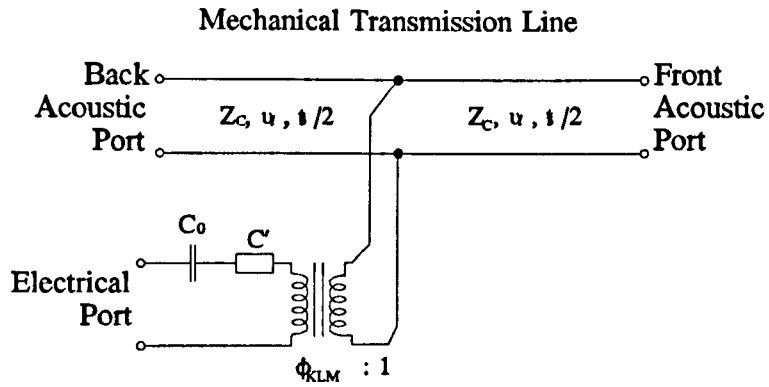 Mechanical Transmission Line
Back
Acoustic
Port
Z_C, υ, t/2
Z_C, υ, t/2
Front
Acoustic
Port
C₀
C'
Electrical
Port
ϕ_KLM : 1